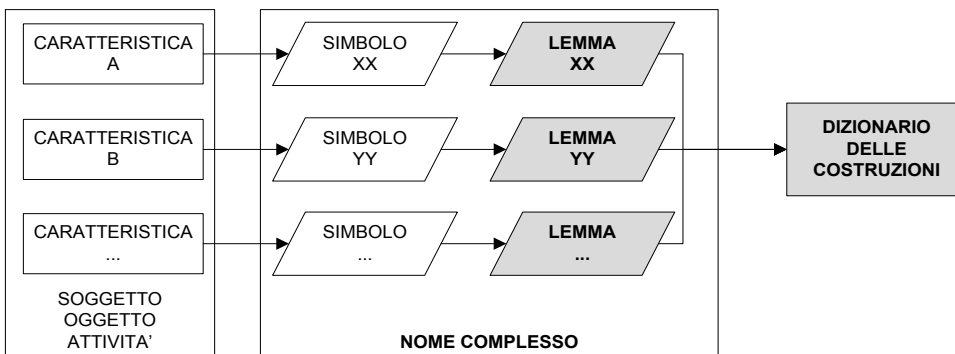 CARATTERISTICA
A
SIMBOLO
XX
LEMMA
XX
CARATTERISTICA
B
SIMBOLO
YY
LEMMA
YY
DIZIONARIO
DELLE
COSTRUZIONI
CARATTERISTICA
...
SIMBOLO
...
LEMMA
...
SOGGETTO
OGGETTO
ATTIVITA'
NOME COMPLESSO